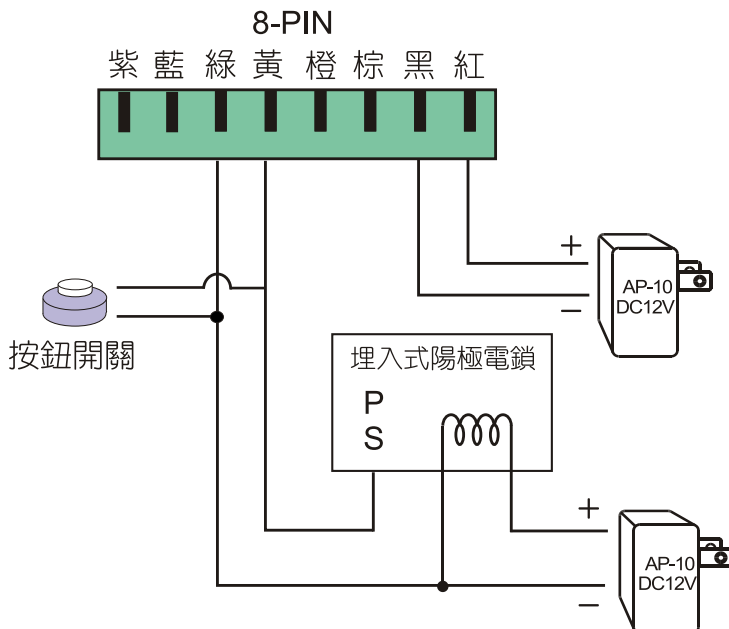 8-PIN
紫 藍 綠 黃 橙 棕 黑 紅
+
AP-10
DC12V
−
按鈕開關
埋入式陽極電鎖
P
S
+
AP-10
DC12V
−